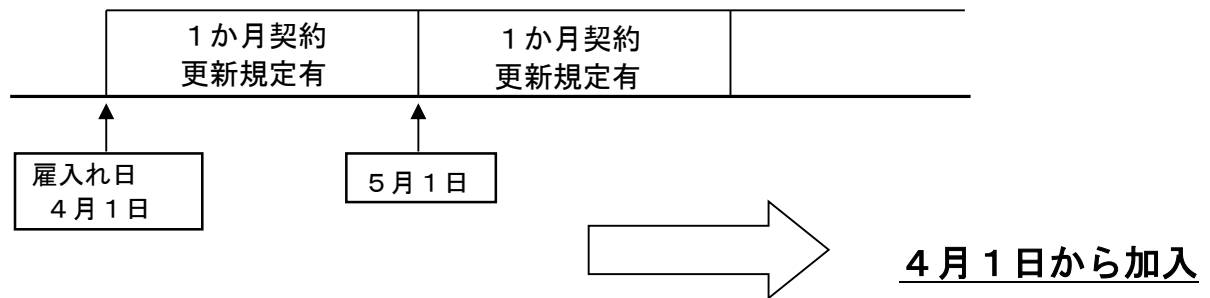 １か月契約
更新規定有
１か月契約
更新規定有
雇入れ日
４月１日
５月１日
４月１日から加入